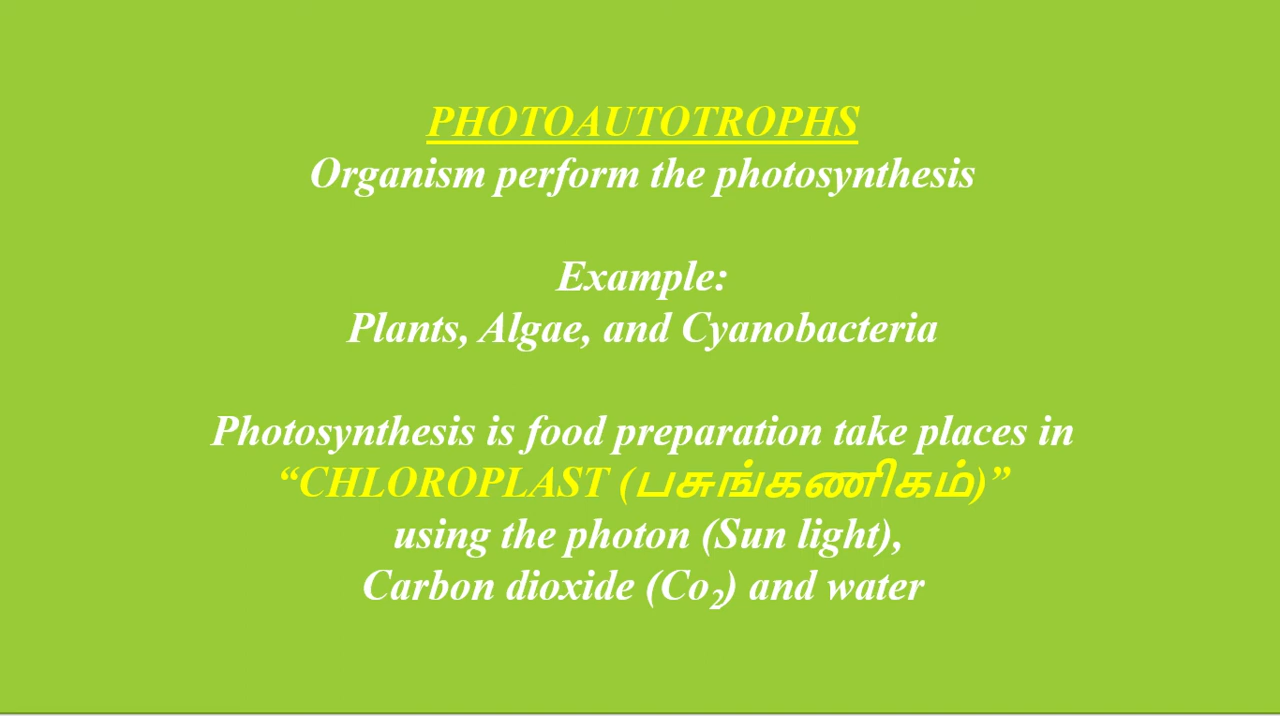 PHOTOAUTOTROPHS
Organism perform the photosynthesis
Example:
Plants, Algae, and Cyanobacteria
Photosynthesis is food preparation take places in
“CHLOROPLAST (பசுங்கணிகம்)”
using the photon (Sun light),
Carbon dioxide (Co₂) and water